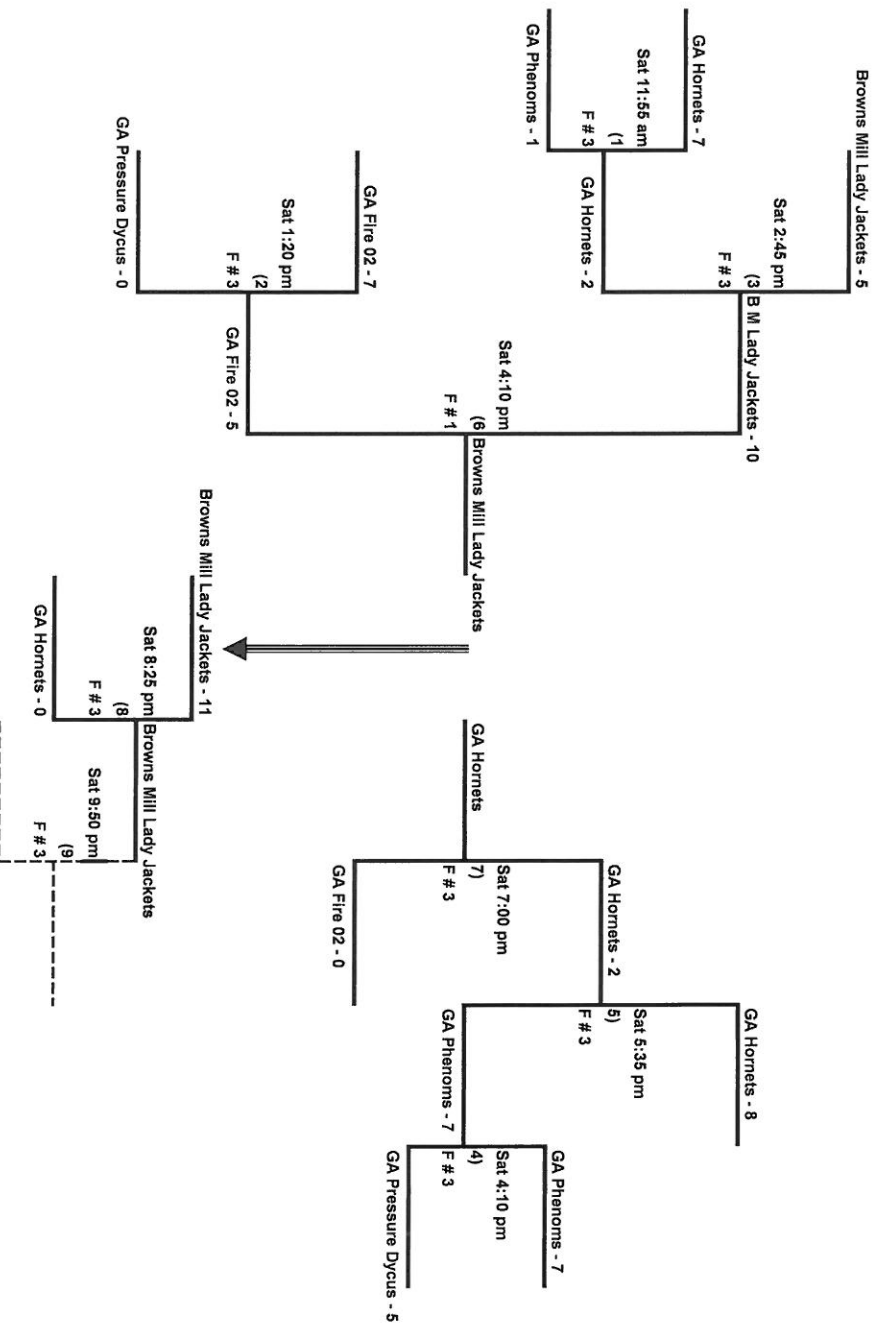 Browns Mill Lady Jackets - 5
Sat 2:45 pm
(3
F # 3
B M Lady Jackets - 10
GA Hornets - 7
Sat 11:55 am
(1
F # 3
GA Phenoms - 1
GA Hornets - 2
Sat 4:10 pm
(6
F # 1
Browns Mill Lady Jackets
GA Fire 02 - 7
Sat 1:20 pm
(2
F # 3
GA Pressure Dycus - 0
GA Fire 02 - 5
GA Hornets - 8
Sat 5:35 pm
5)
F # 3
GA Hornets - 2
GA Phenoms - 7
Sat 4:10 pm
4)
F # 3
GA Phenoms - 7
GA Pressure Dycus - 5
GA Hornets
Sat 7:00 pm
7)
F # 3
GA Fire 02 - 0
Browns Mill Lady Jackets - 11
Sat 8:25 pm
(8
F # 3
GA Hornets - 0
Browns Mill Lady Jackets
Sat 9:50 pm
(9
F # 3